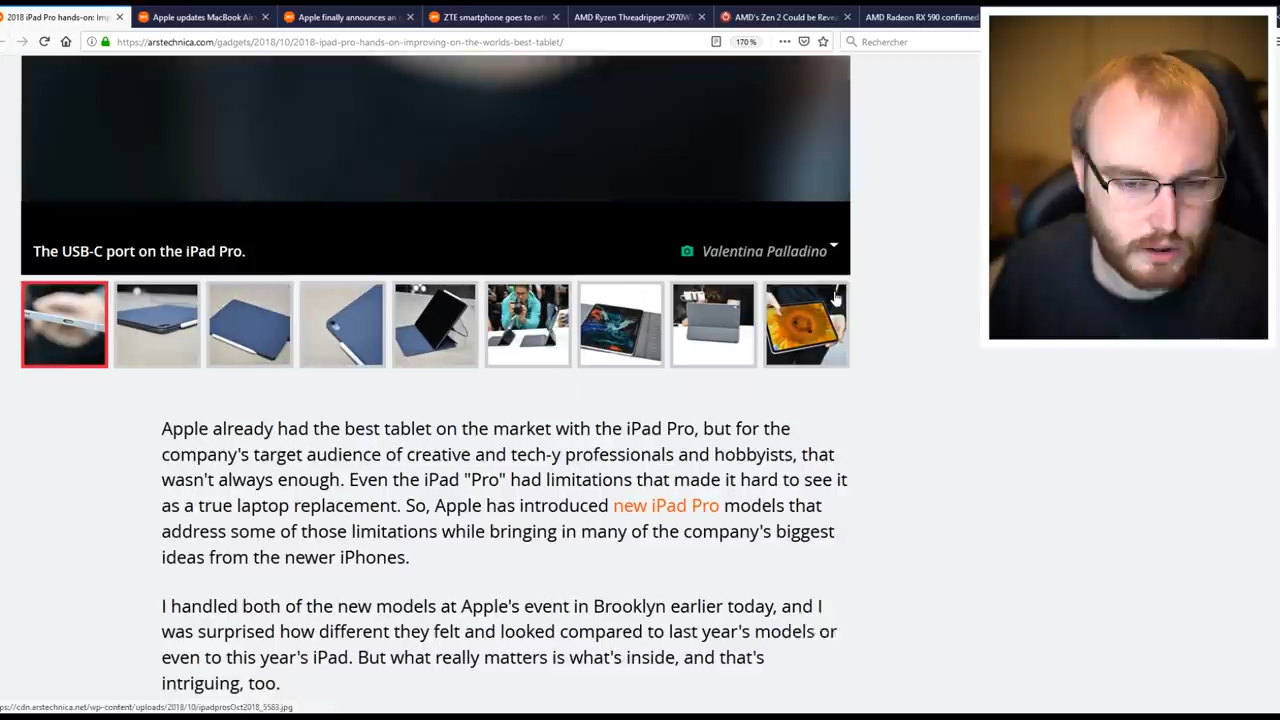 2018 iPad Pro hands-on: Imp
Apple updates MacBook Air
Apple finally announces an
ZTE smartphone goes to ext
AMD Ryzen Threadripper 2970W
AMD's Zen 2 Could be Revea
AMD Radeon RX 590 confirmed
https://arstechnica.com/gadgets/2018/10/2018-ipad-pro-hands-on-improving-on-the-worlds-best-tablet/
170 %
Rechercher
The USB-C port on the iPad Pro.
Valentina Palladino
Apple already had the best tablet on the market with the iPad Pro, but for the
company's target audience of creative and tech-y professionals and hobbyists, that
wasn't always enough. Even the iPad "Pro" had limitations that made it hard to see it
as a true laptop replacement. So, Apple has introduced new iPad Pro models that
address some of those limitations while bringing in many of the company's biggest
ideas from the newer iPhones.
I handled both of the new models at Apple's event in Brooklyn earlier today, and I
was surprised how different they felt and looked compared to last year's models or
even to this year's iPad. But what really matters is what's inside, and that's
intriguing, too.
ps://cdn.arstechnica.net/wp-content/uploads/2018/10/ipadprosOct2018_5583.jpg